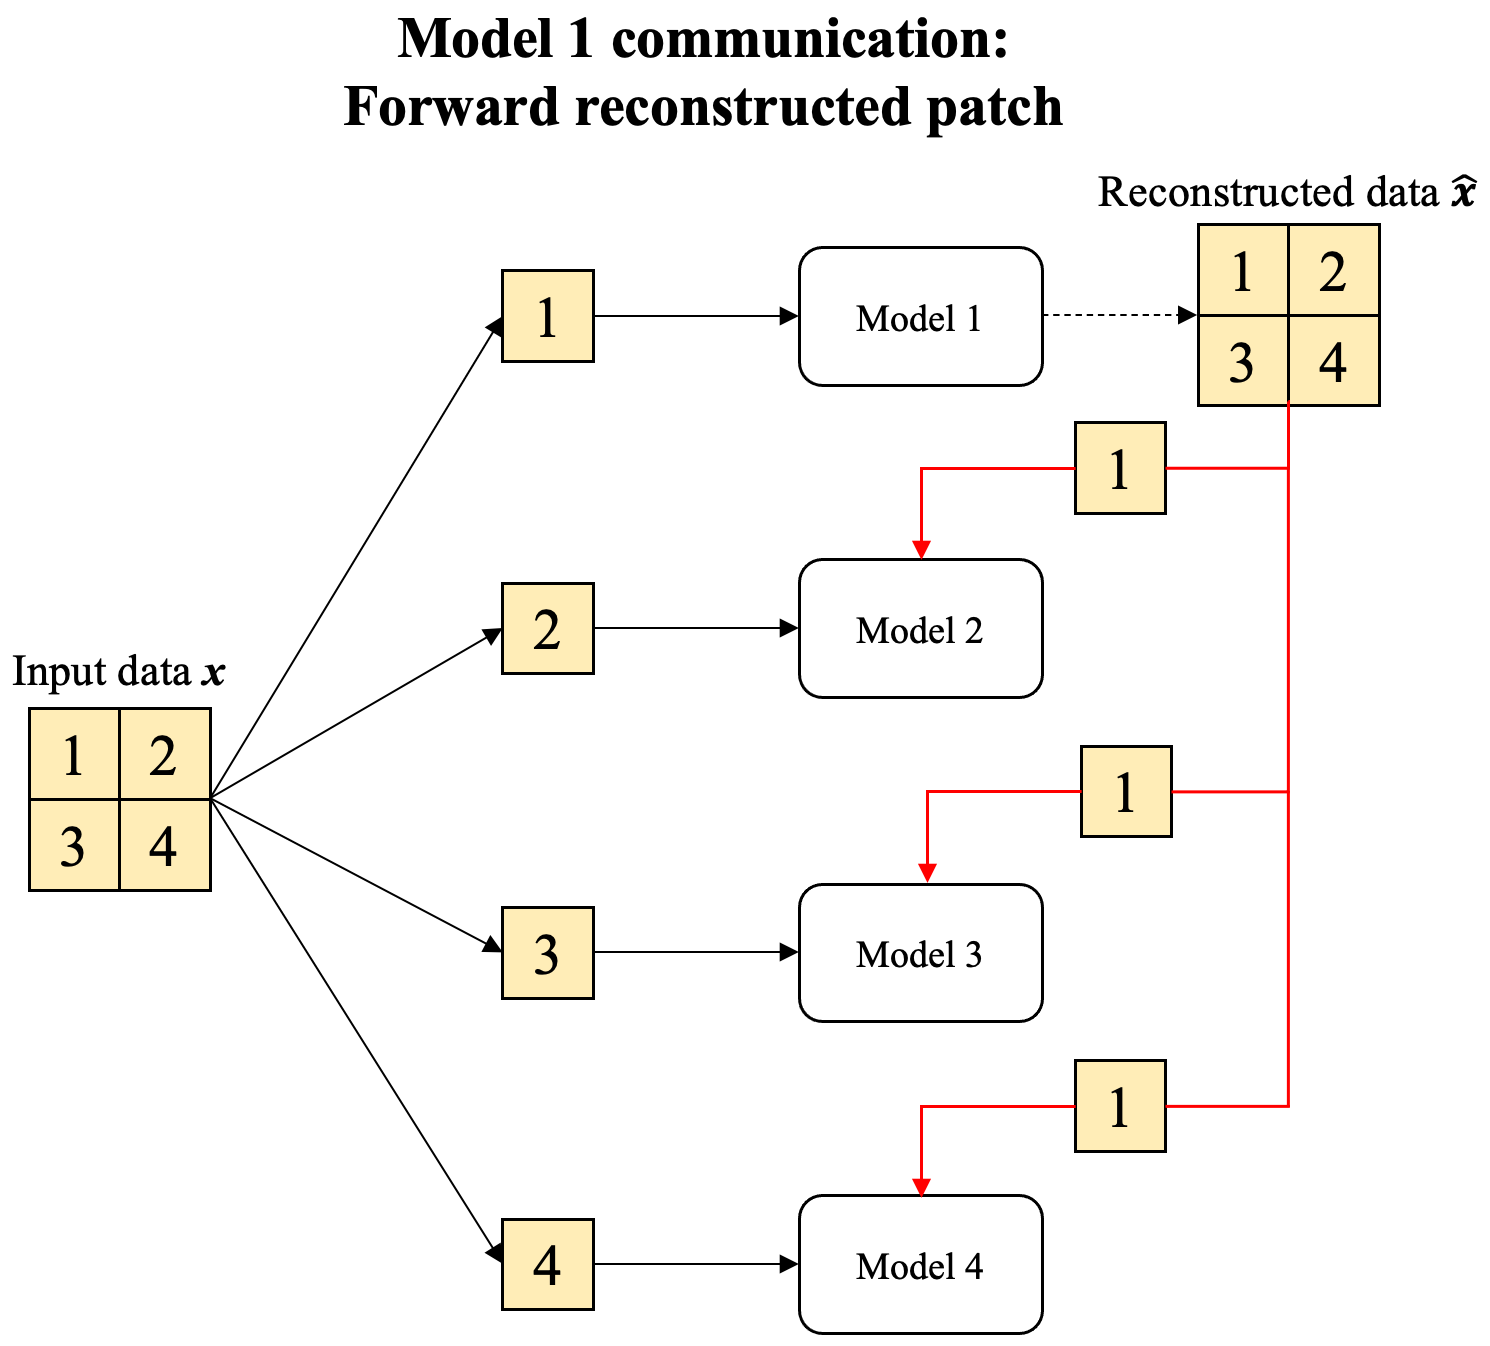 Model 1 communication:
Forward reconstructed patch
Reconstructed data x̂
1 2
3 4
1
Model 1
1
2
Model 2
Input data x
1 2
3 4
1
3
Model 3
1
4
Model 4